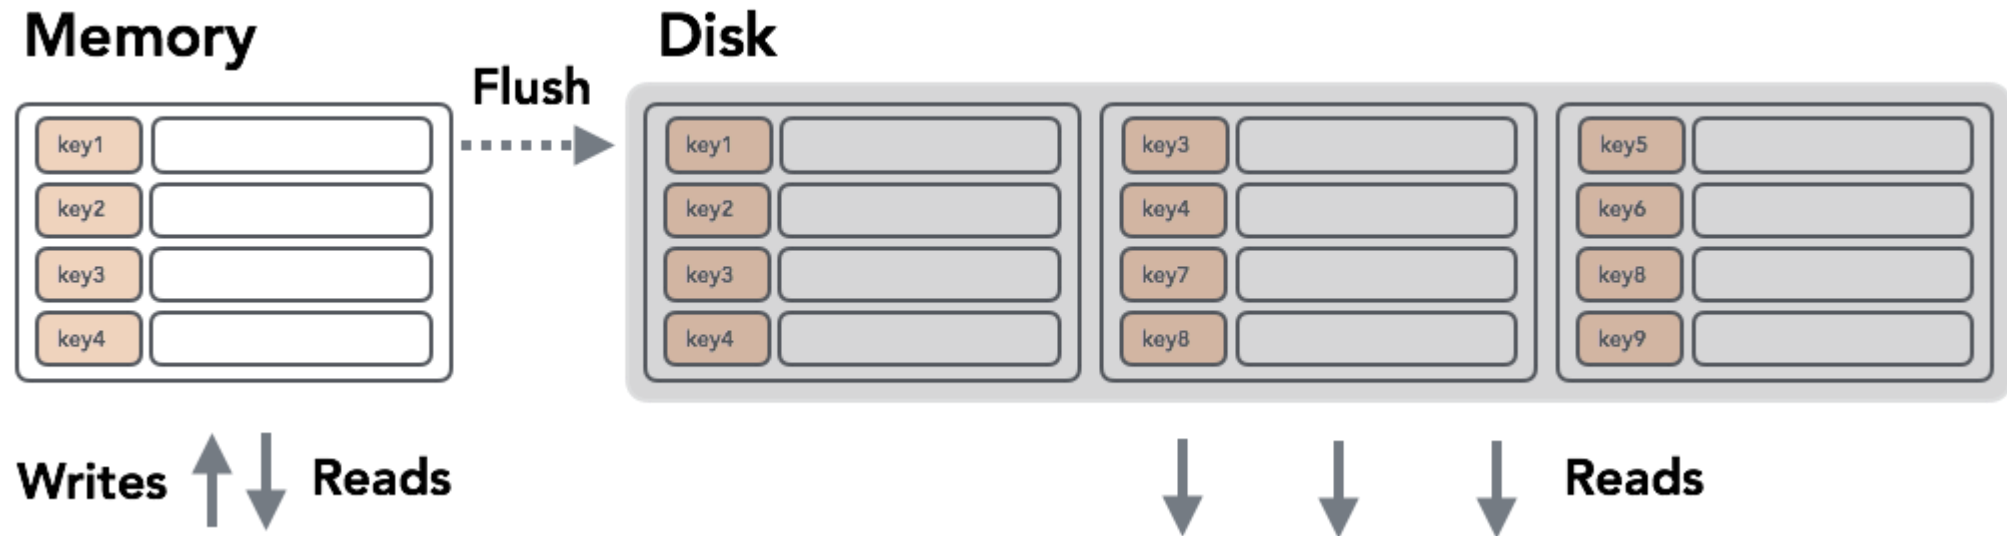 Memory
Disk
Flush
key1
key2
key3
key4
key1
key2
key3
key4
key3
key4
key7
key8
key5
key6
key8
key9
Writes
Reads
Reads